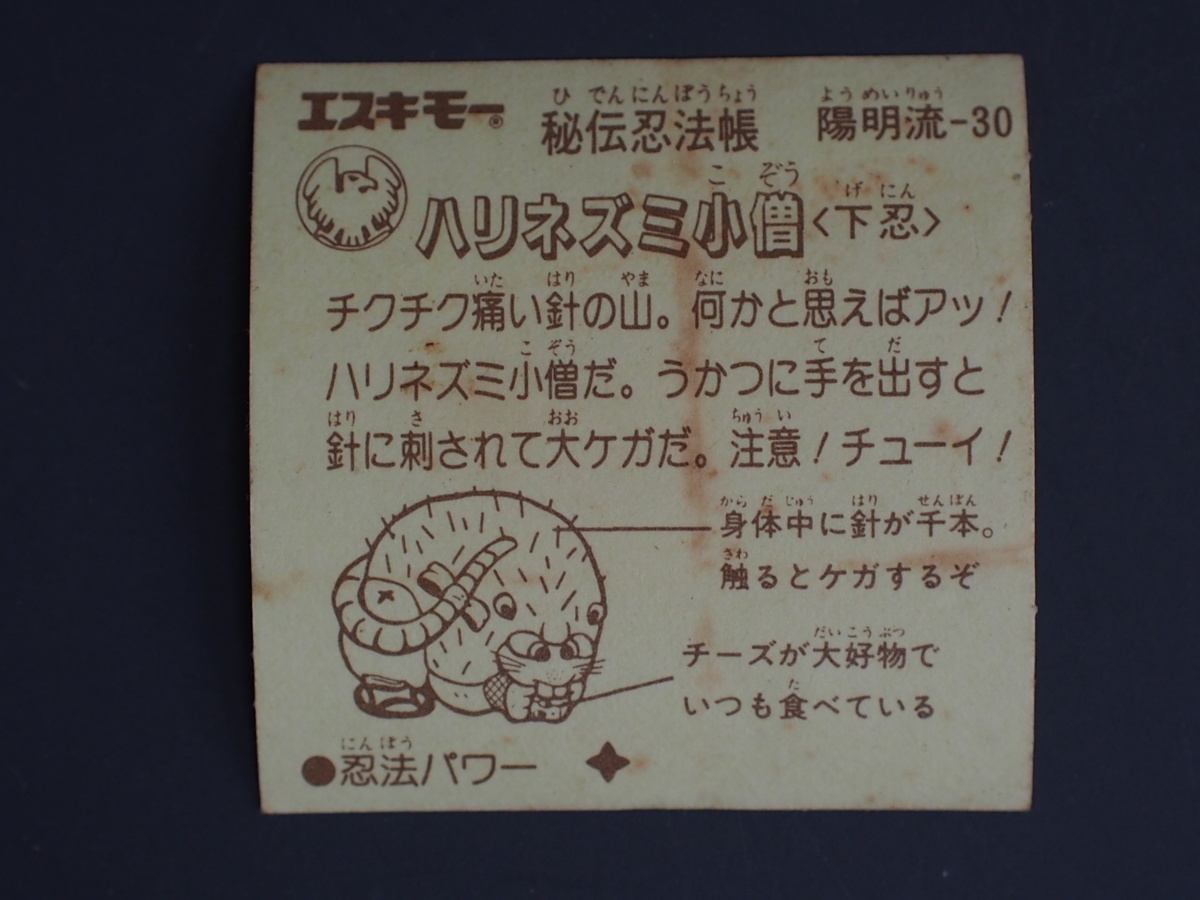 エスキモー®
ひでんにんぽうちょう
秘伝忍法帳
ようめいりゅう
陽明流-30
こぞう
ハリネズミ小僧
げにん
〈下忍〉
いた はり やま なに おも
チクチク痛い針の山。何かと思えばアッ!
こぞう て だ
ハリネズミ小僧だ。うかつに手を出すと
はり さ おお ちゅうい
針に刺されて大ケガだ。注意!チューイ!
からだじゅう はり せんぼん
身体中に針が千本。
さわ
触るとケガするぞ
だいこうぶつ
チーズが大好物で
た
いつも食べている
にんぽう
●忍法パワー